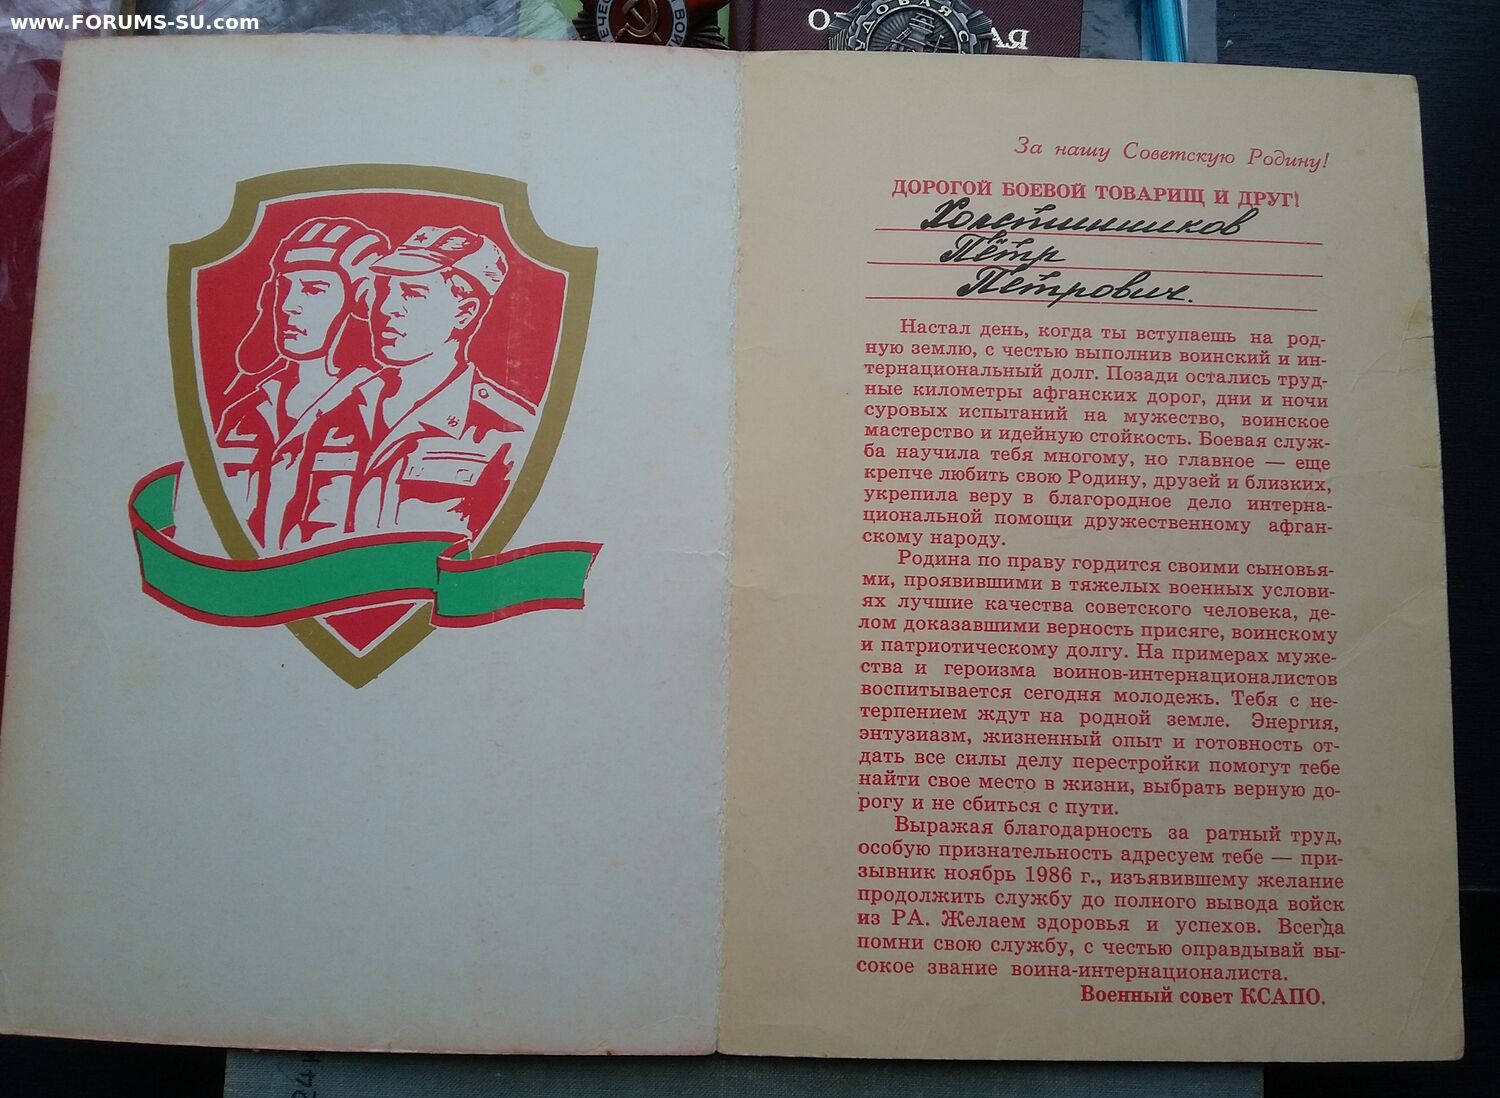 www.FORUMS-SU.com
За нашу Советскую Родину!
ДОРОГОЙ БОЕВОЙ ТОВАРИЩ И ДРУГ!
Пётр
Петрович.
Настал день, когда ты вступаешь на род-
ную землю, с честью выполнив воинский и ин-
тернациональный долг. Позади остались труд-
ные километры афганских дорог, дни и ночи
суровых испытаний на мужество, воинское
мастерство и идейную стойкость. Боевая служ-
ба научила тебя многому, но главное — еще
крепче любить свою Родину, друзей и близких,
укрепила веру в благородное дело интерна-
циональной помощи дружественному афган-
скому народу.
Родина по праву гордится своими сыновья-
ми, проявившими в тяжелых военных услови-
ях лучшие качества советского человека, де-
лом доказавшими верность присяге, воинскому
и патриотическому долгу. На примерах муже-
ства и героизма воинов-интернационалистов
воспитывается сегодня молодежь. Тебя с не-
терпением ждут на родной земле. Энергия,
энтузиазм, жизненный опыт и готовность от-
дать все силы делу перестройки помогут тебе
найти свое место в жизни, выбрать верную до-
рогу и не сбиться с пути.
Выражая благодарность за ратный труд,
особую признательность адресуем тебе — при-
зывник ноябрь 1986 г., изъявившему желание
продолжить службу до полного вывода войск
из РА. Желаем здоровья и успехов. Всегда
помни свою службу, с честью оправдывай вы-
сокое звание воина-интернационалиста.
Военный совет КСАПО.